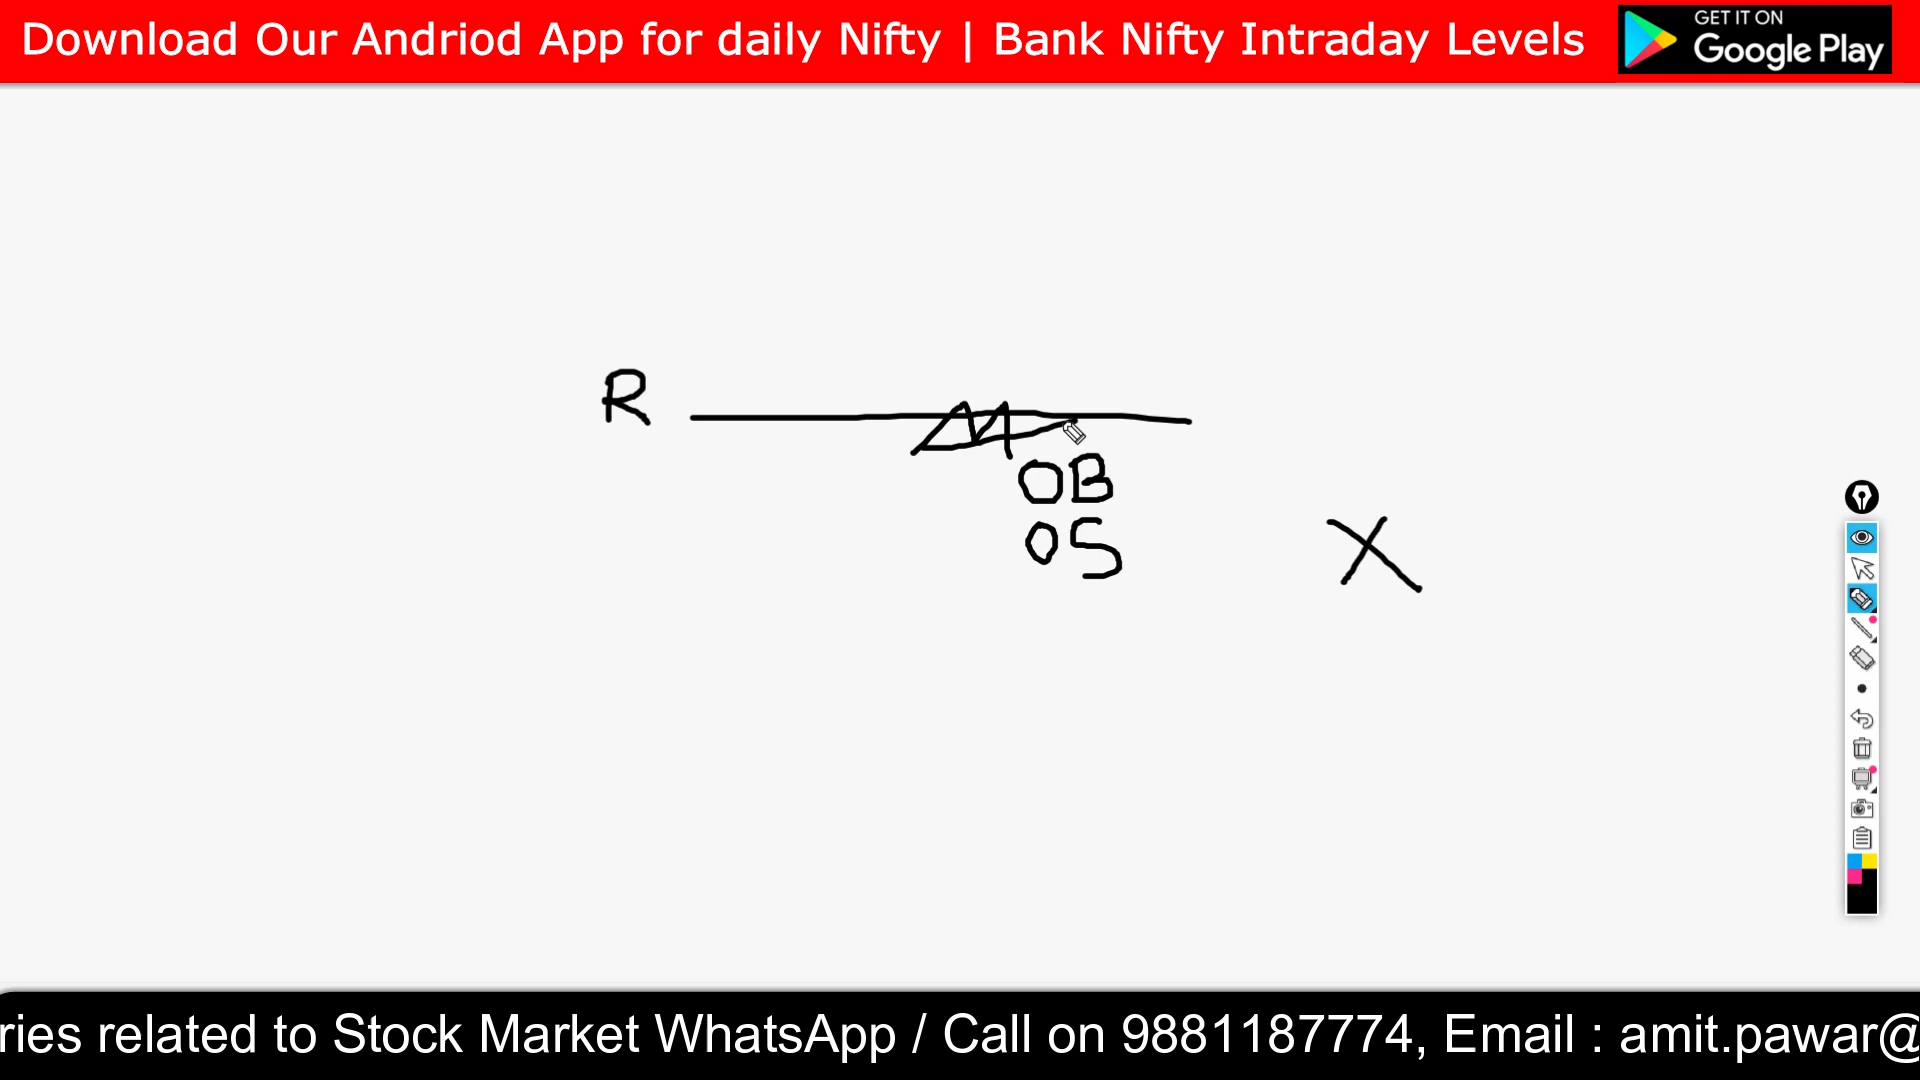 Download Our Andriod App for daily Nifty | Bank Nifty Intraday Levels
GET IT ON
Google Play
R
OB
OS
X
ries related to Stock Market WhatsApp / Call on 9881187774, Email : amit.pawar@